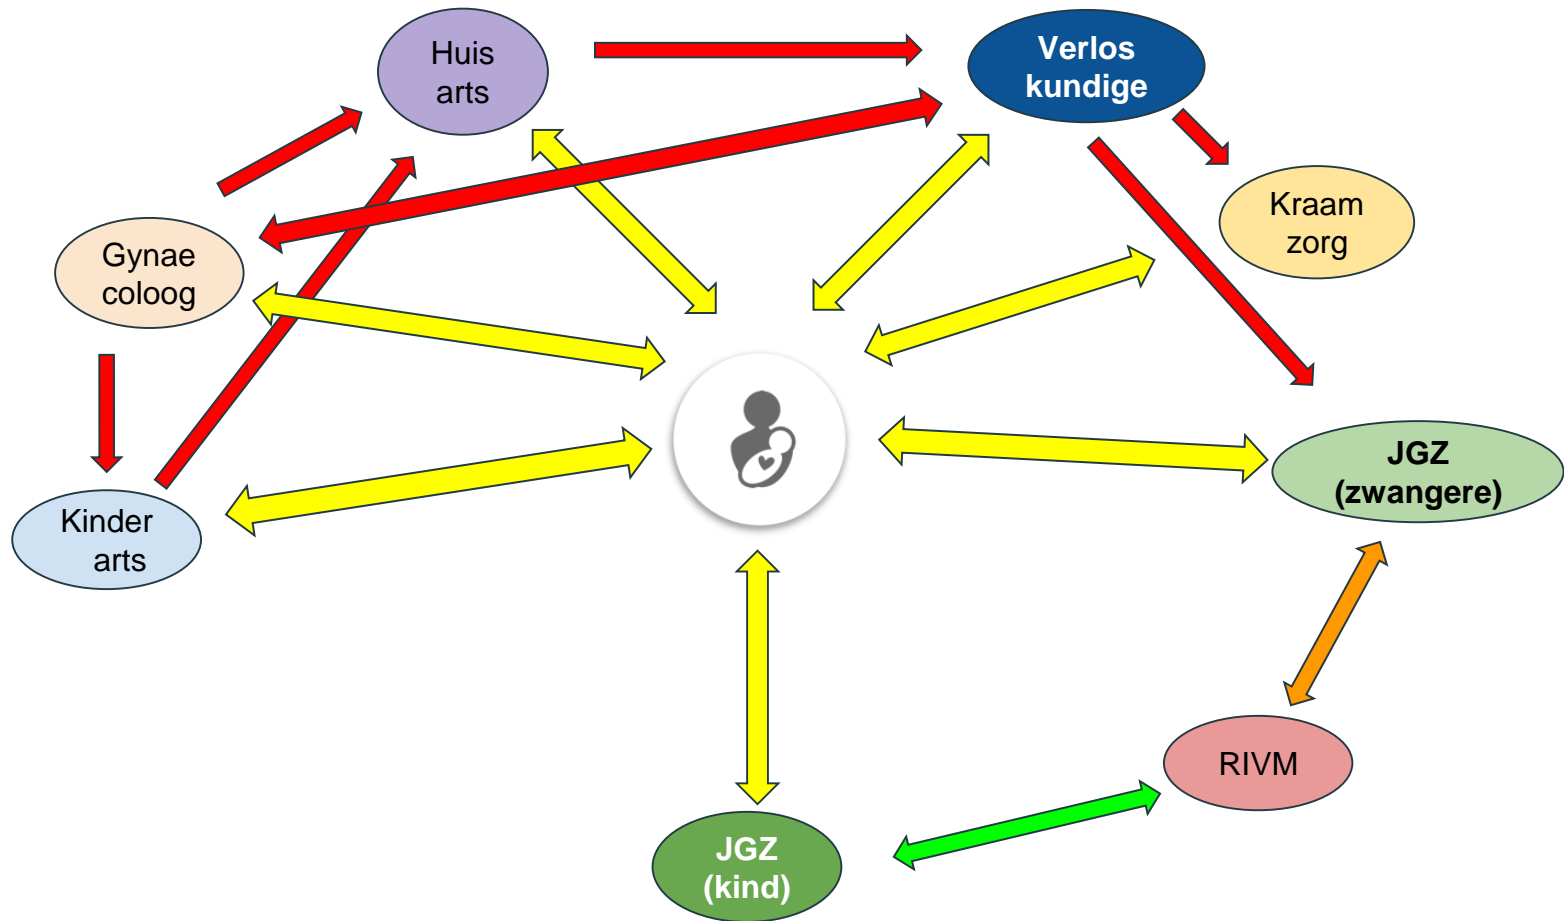 Huis
arts
Verlos
kundige
Kraam
zorg
Gynae
coloog
JGZ
(zwangere)
Kinder
arts
RIVM
JGZ
(kind)